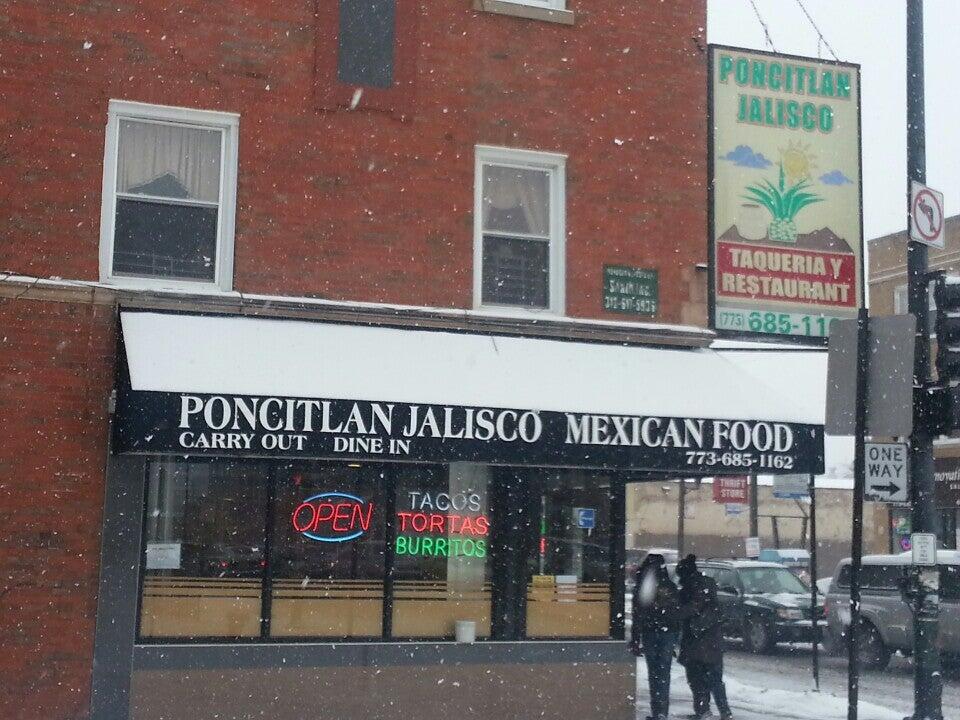 PONCITLAN
JALISCO
TAQUERIA Y
RESTAURANT
(773) 685-116
PONCITLAN JALISCO MEXICAN FOOD
CARRY OUT DINE IN
773-685-1162
OPEN
TACOS
TORTAS
BURRITOS
ONE
WAY
THRIFT
STORE